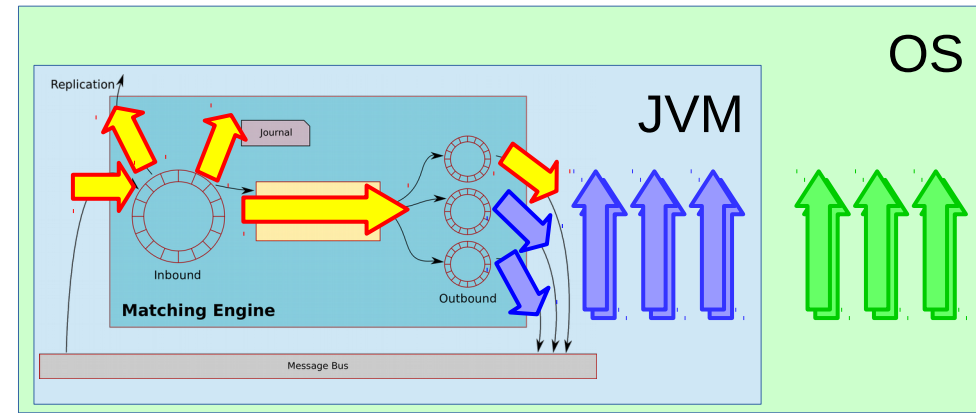 OS
Replication
JVM
Journal
Inbound
Outbound
Matching Engine
Message Bus